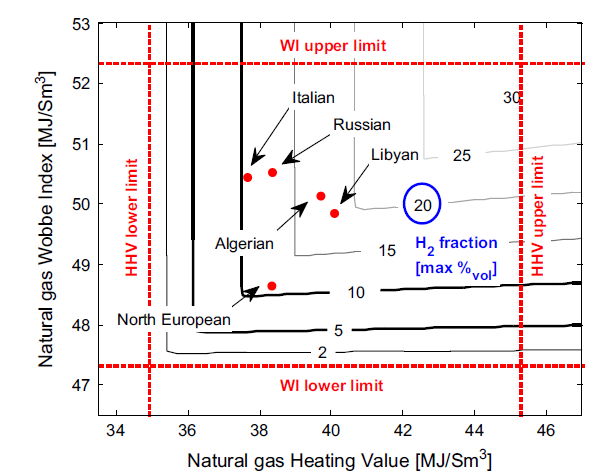 53
52
51
50
49
48
47
Natural gas Wobbe Index [MJ/Sm³]
WI upper limit
30
Italian
Russian
25
Libyan
HHV lower limit
HHV upper limit
20
Algerian
H₂ fraction
[max %vol]
15
10
North European
5
2
WI lower limit
34 36 38 40 42 44 46
Natural gas Heating Value [MJ/Sm³]